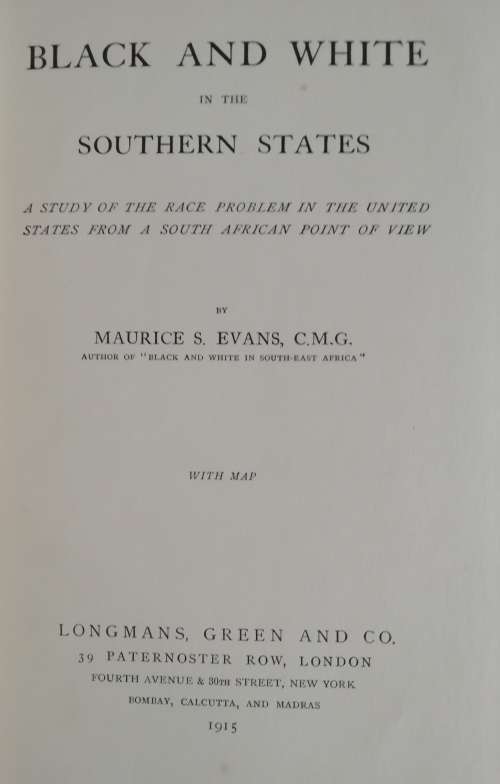 BLACK AND WHITE
IN THE
SOUTHERN STATES
A STUDY OF THE RACE PROBLEM IN THE UNITED
STATES FROM A SOUTH AFRICAN POINT OF VIEW
BY
MAURICE S. EVANS, C.M.G.
AUTHOR OF "BLACK AND WHITE IN SOUTH-EAST AFRICA"
WITH MAP
LONGMANS, GREEN AND CO.
39 PATERNOSTER ROW, LONDON
FOURTH AVENUE & 30TH STREET, NEW YORK
BOMBAY, CALCUTTA, AND MADRAS
1915